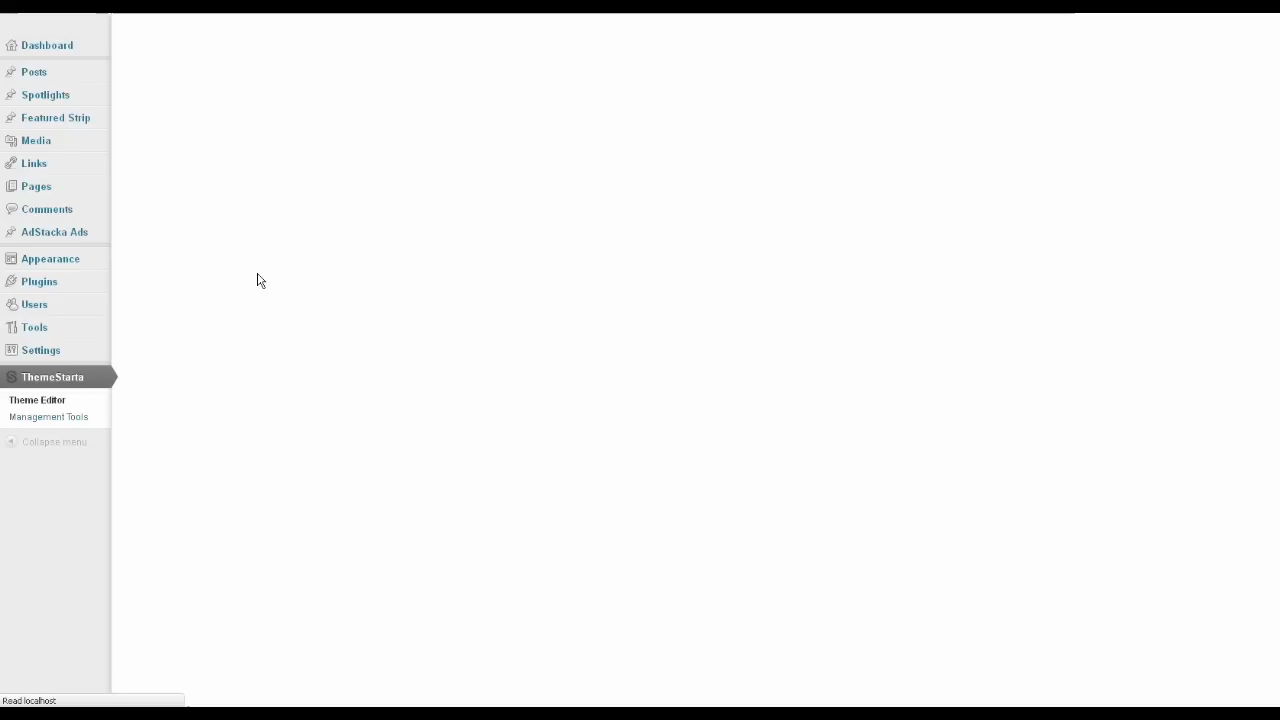 Dashboard
Posts
Spotlights
Featured Strip
Media
Links
Pages
Comments
AdStacka Ads
Appearance
Plugins
Users
Tools
Settings
ThemeStarta
Theme Editor
Management Tools
Collapse menu
Read localhost